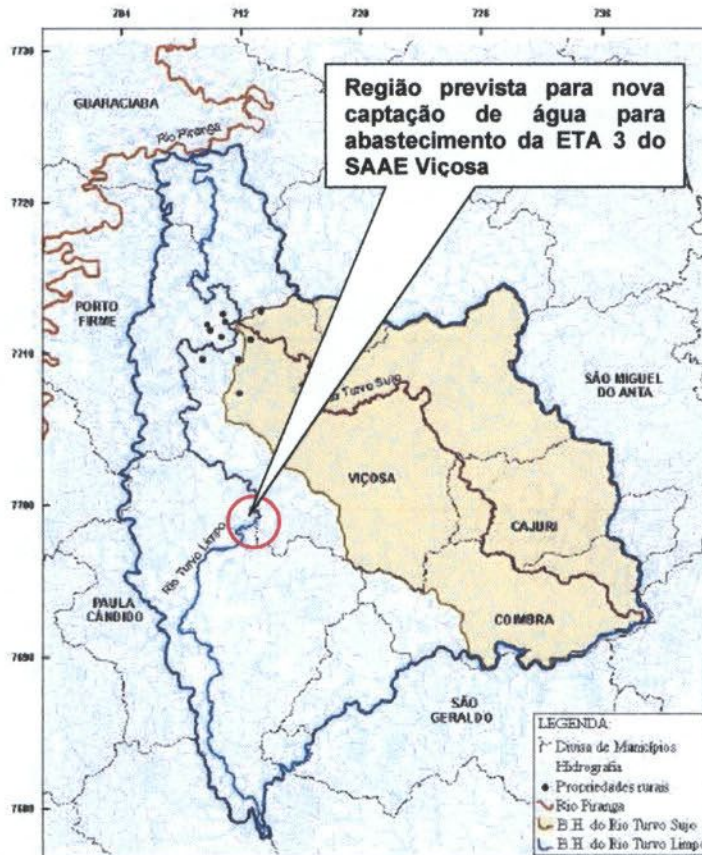 704 712 720 728 736
7730
Região prevista para nova
captação de água para
abastecimento da ETA 3 do
SAAE Viçosa
GUARACIABA
Rio Piranga
7720
PORTO
FIRME
7710
Rio Turvo Sujo
SÃO MIGUEL
DO ANTA
VIÇOSA
7700
CAJURI
Rio Turvo Limpo
PAULA
CÂNDIDO
COIMBRA
7690
SÃO
GERALDO
LEGENDA:
Divisa de Municípios
Hidrografia
Propriedades rurais
Rio Piranga
B.H. do Rio Turvo Sujo
B.H. do Rio Turvo Limpo
7680